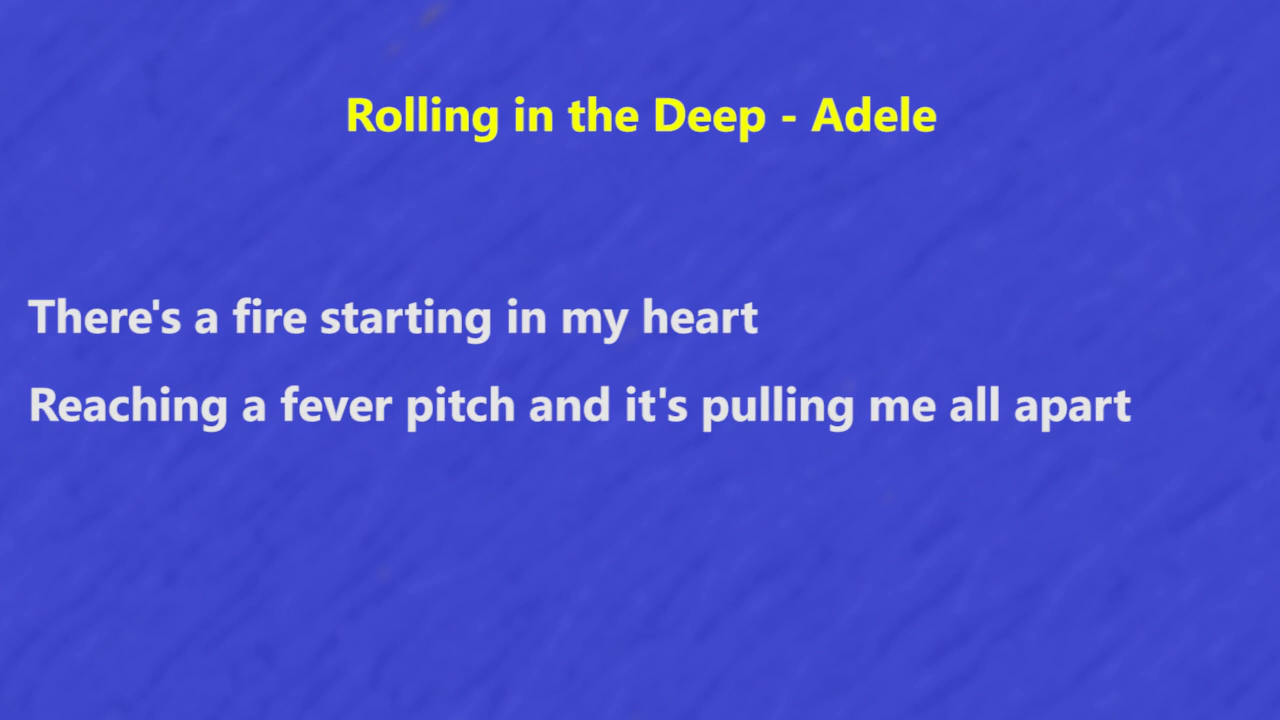 Rolling in the Deep - Adele
There's a fire starting in my heart
Reaching a fever pitch and it's pulling me all apart